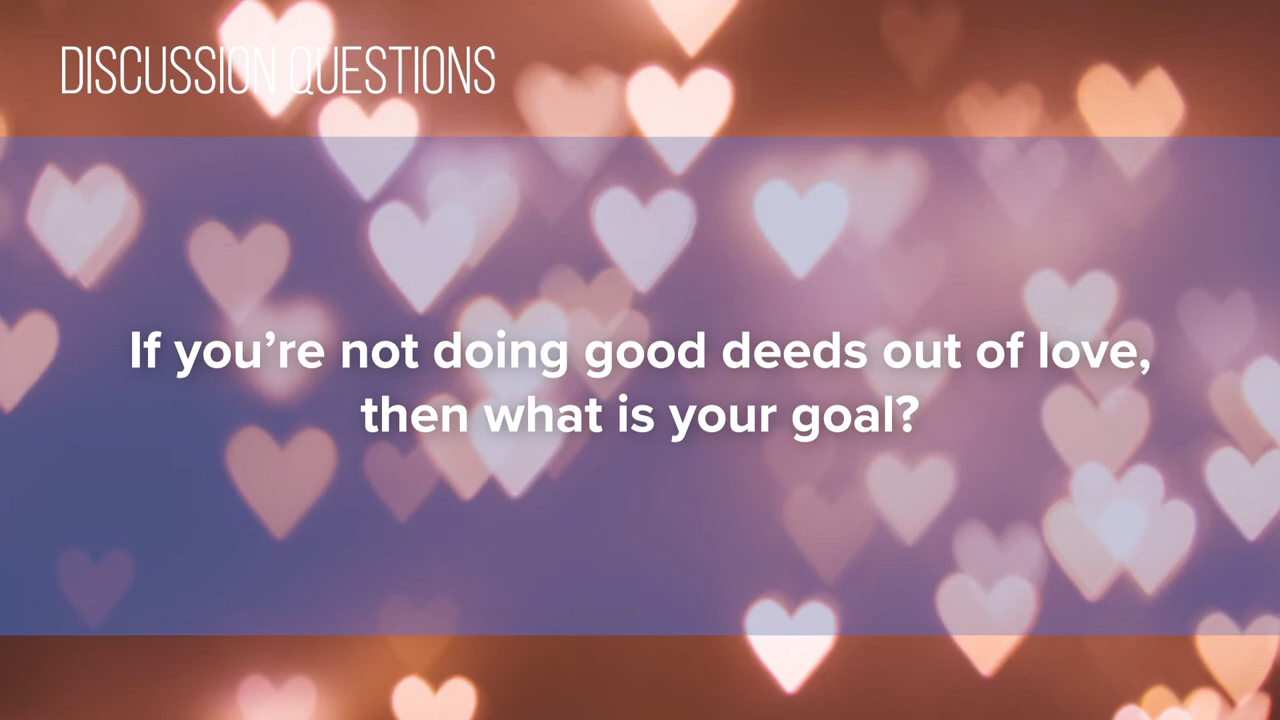 DISCUSSION QUESTIONS
If you’re not doing good deeds out of love,
then what is your goal?